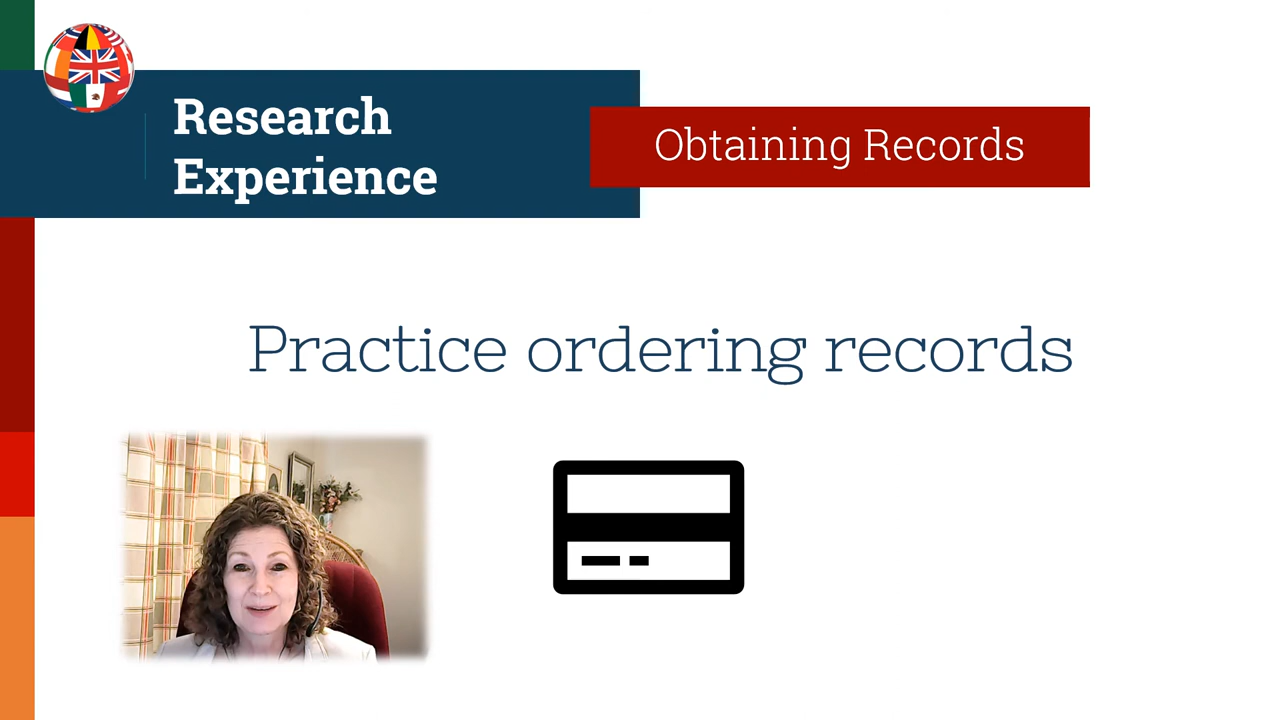 Research
Experience
Obtaining Records
Practice ordering records